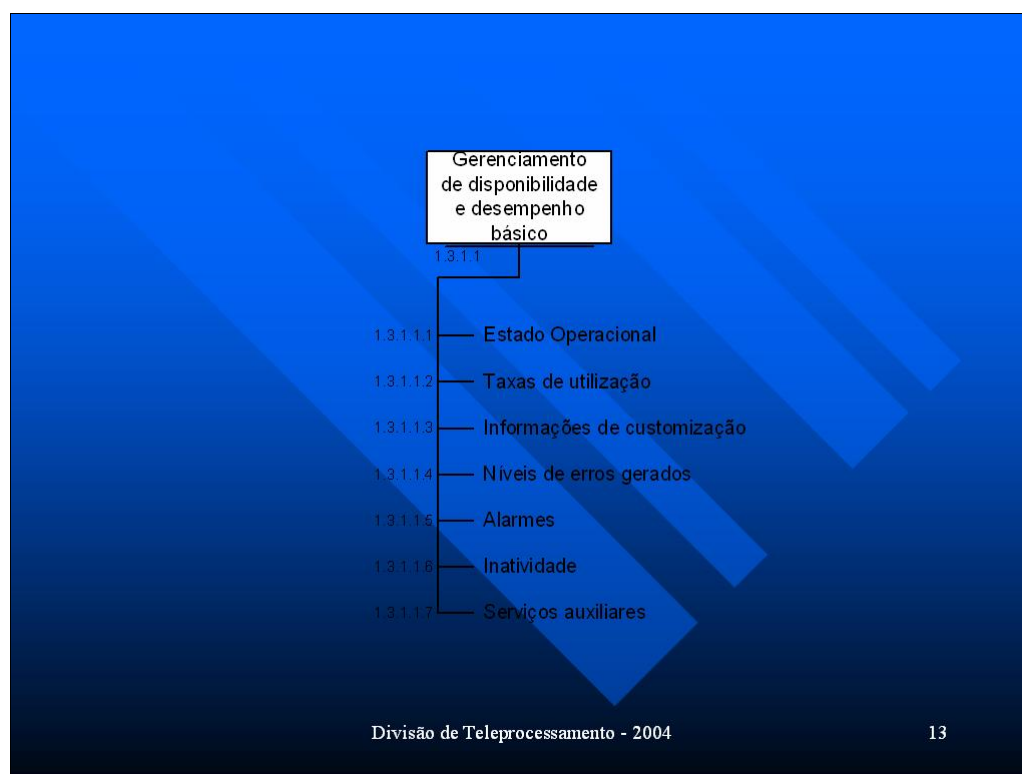 Gerenciamento
de disponibilidade
e desempenho
básico
1.3.1.1
1.3.1.1.1 Estado Operacional
1.3.1.1.2 Taxas de utilização
1.3.1.1.3 Informações de customização
1.3.1.1.4 Níveis de erros gerados
1.3.1.1.5 Alarmes
1.3.1.1.6 Inatividade
1.3.1.1.7 Serviços auxiliares
Divisão de Teleprocessamento - 2004 13